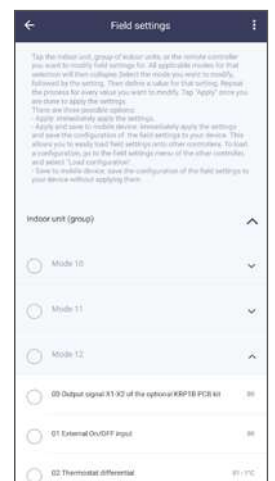 Field settings
Tap the indoor unit, group of indoor units, or the remote controller
you want to modify field settings for. All applicable modes for that
selection will then collapse. Select the mode you want to modify,
followed by the setting. Then define a value for that setting. Repeat
the process for every value you want to modify. Tap "Apply" once you
are done to apply the settings.
There are three possible options:
- Apply: immediately apply the settings.
- Apply and save to mobile device: immediately apply the settings
and save the configuration of the field settings to your device. This
allows you to easily load field settings onto other controllers. To load
a configuration, go to the field settings menu of the other controller,
and select "Load configuration".
- Save to mobile device: save the configuration of the field settings to
your device without applying them.
Indoor unit (group)
Mode 10
Mode 11
Mode 12
00 Output signal X1-X2 of the optional KRP1B PCB kit
01 External On/OFF input
02 Thermostat differential 01 - 1°C